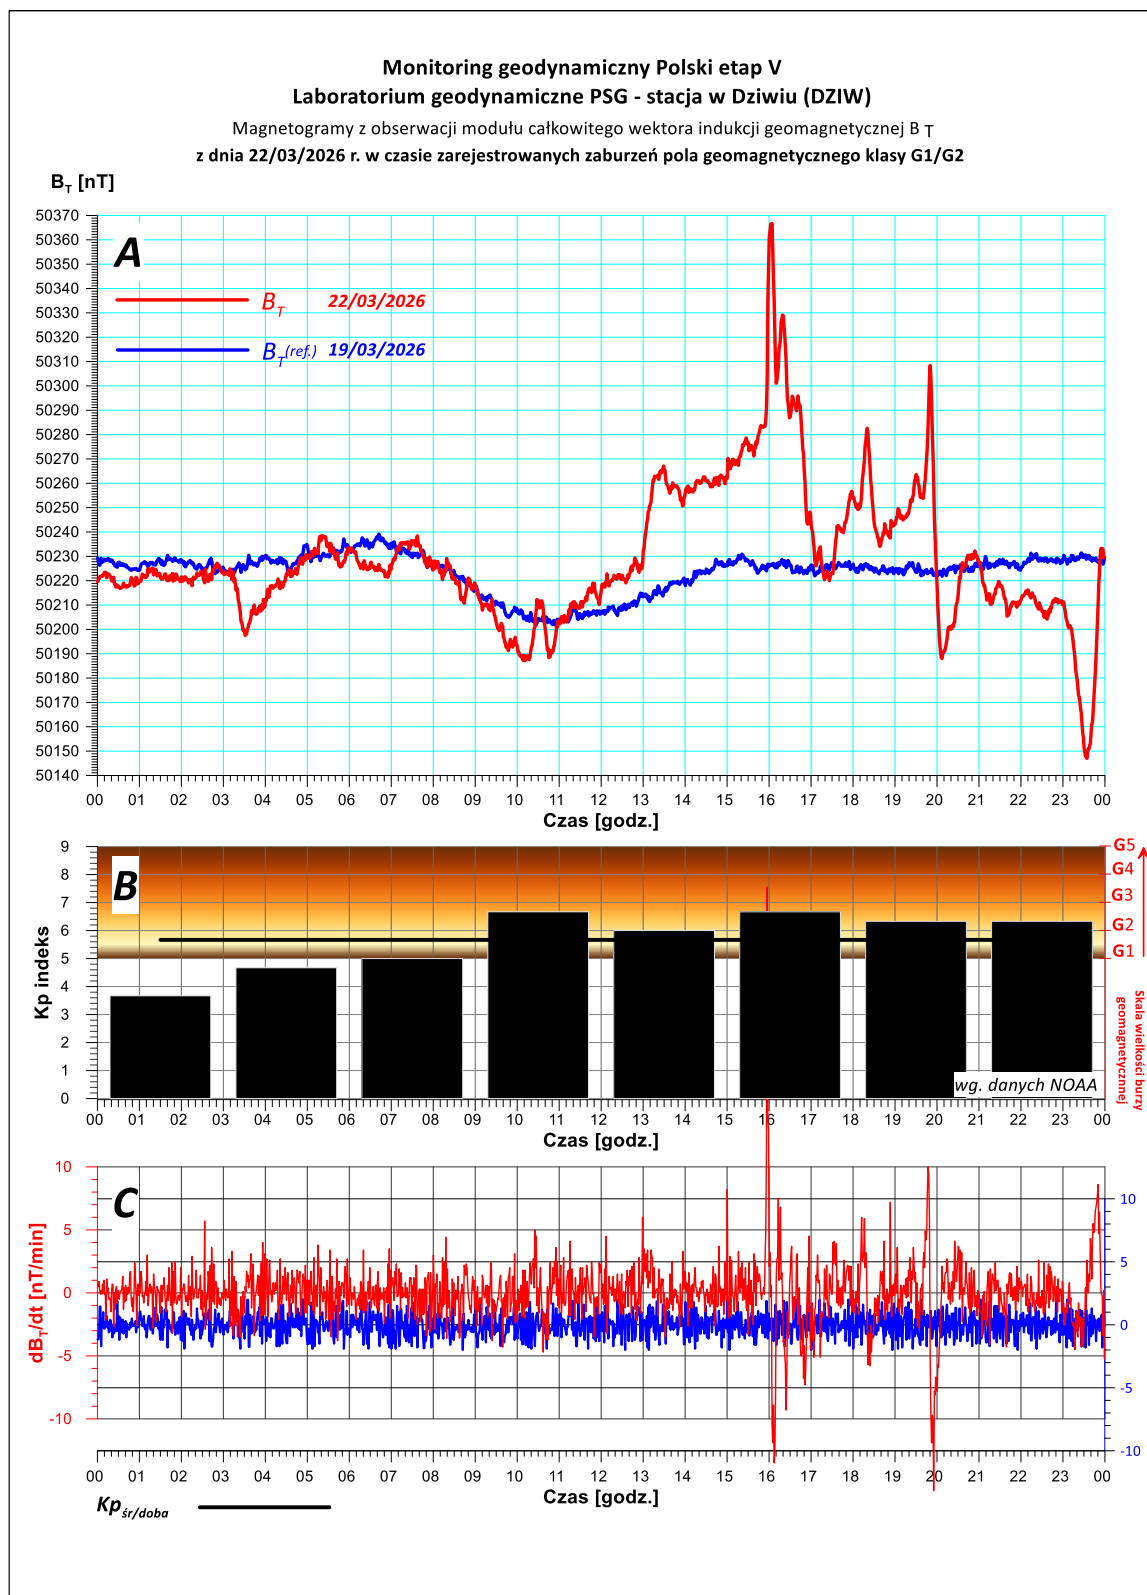 Monitoring geodynamiczny Polski etap V
Laboratorium geodynamiczne PSG - stacja w Dziwiu (DZIW)
Magnetogramy z obserwacji modułu całkowitego wektora indukcji geomagnetycznej B T
z dnia 22/03/2026 r. w czasie zarejestrowanych zaburzeń pola geomagnetycznego klasy G1/G2
BT [nT]
A
BT 22/03/2026
BT(ref.) 19/03/2026
50370
50360
50350
50340
50330
50320
50310
50300
50290
50280
50270
50260
50250
50240
50230
50220
50210
50200
50190
50180
50170
50160
50150
50140
00 01 02 03 04 05 06 07 08 09 10 11 12 13 14 15 16 17 18 19 20 21 22 23 00
Czas [godz.]
B
Kp indeks
9
8
7
6
5
4
3
2
1
0
G5
G4
G3
G2
G1
Skala wielkości burzy
geomagnetycznnej
wg. danych NOAA
00 01 02 03 04 05 06 07 08 09 10 11 12 13 14 15 16 17 18 19 20 21 22 23 00
Czas [godz.]
C
dBT/dt [nT/min]
10
5
0
-5
-10
10
5
0
-5
-10
00 01 02 03 04 05 06 07 08 09 10 11 12 13 14 15 16 17 18 19 20 21 22 23 00
Czas [godz.]
Kpśr/doba